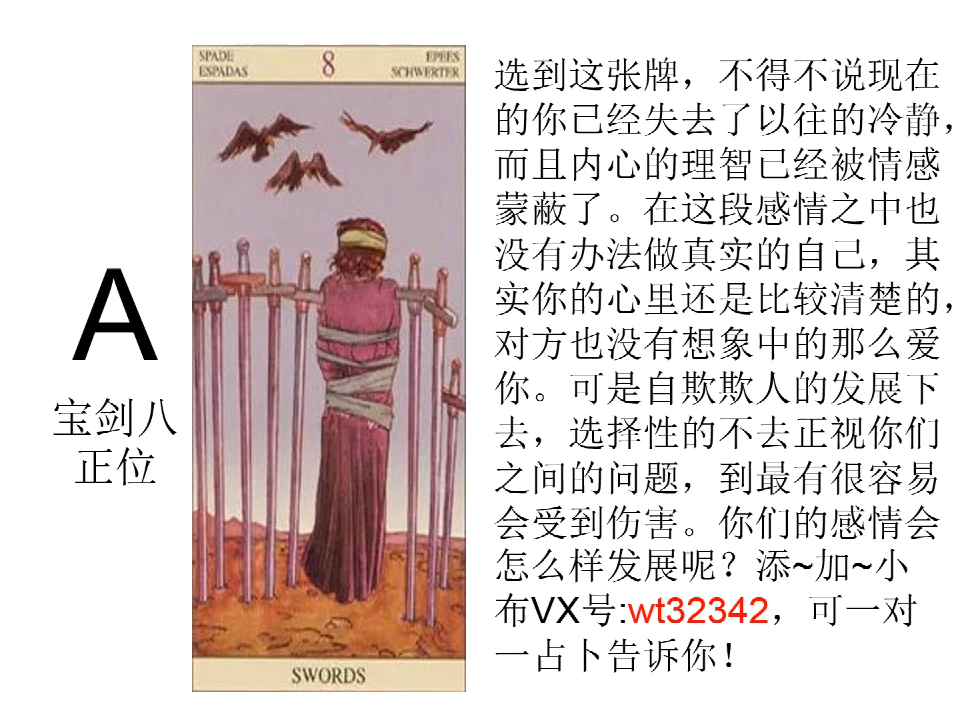 A
宝剑八
正位
SPADE
ESPADAS
8
EPEES
SCHWERTER
SWORDS
选到这张牌，不得不说现在
的你已经失去了以往的冷静，
而且内心的理智已经被情感
蒙蔽了。在这段感情之中也
没有办法做真实的自己，其
实你的心里还是比较清楚的，
对方也没有想象中的那么爱
你。可是自欺欺人的发展下
去，选择性的不去正视你们
之间的问题，到最有很容易
会受到伤害。你们的感情会
怎么样发展呢？添~加~小
布VX号:wt32342，可一对
一占卜告诉你！